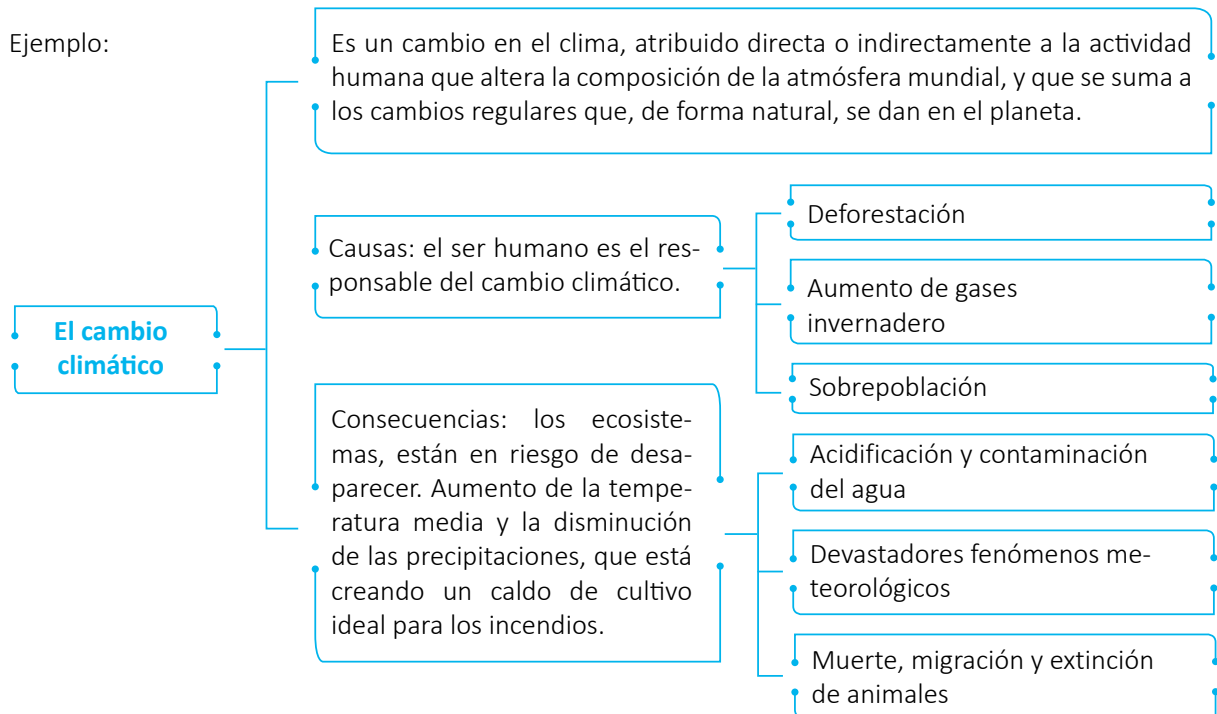 Ejemplo:
Es un cambio en el clima, atribuido directa o indirectamente a la actividad
humana que altera la composición de la atmósfera mundial, y que se suma a
los cambios regulares que, de forma natural, se dan en el planeta.
El cambio
climático
Causas: el ser humano es el res-
ponsable del cambio climático.
Deforestación
Aumento de gases
invernadero
Sobrepoblación
Consecuencias: los ecosiste-
mas, están en riesgo de desa-
parecer. Aumento de la tempe-
ratura media y la disminución
de las precipitaciones, que está
creando un caldo de cultivo
ideal para los incendios.
Acidificación y contaminación
del agua
Devastadores fenómenos me-
teorológicos
Muerte, migración y extinción
de animales